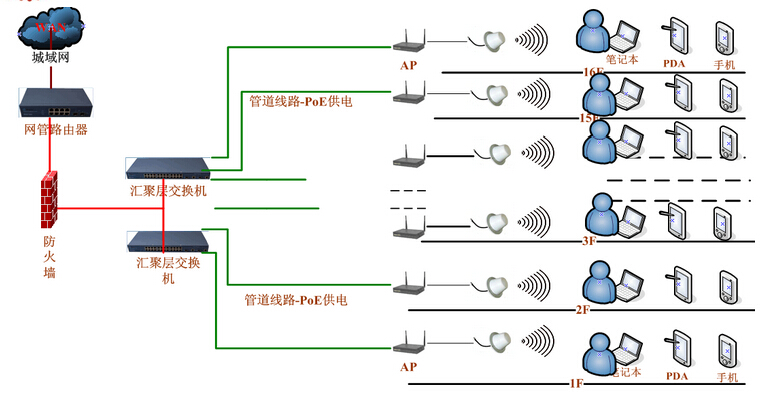 城域网
网管路由器
防
火
墙
汇聚层交换机
汇聚层交换
机
管道线路-PoE供电
管道线路-PoE供电
AP
笔记本
PDA
手机
16F
15F
3F
2F
AP
笔记本
PDA
手机
1F